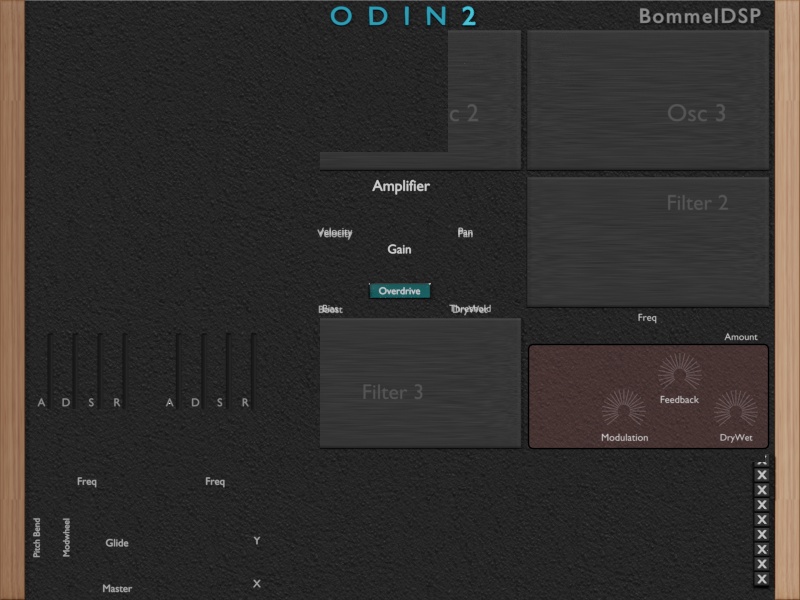 ODIN2
BommelDSP
c 2
Osc 3
Amplifier
Filter 2
Velocity
Pan
Gain
Overdrive
DryWet
Freq
Amount
Filter 3
Feedback
Modulation
DryWet
A D S R
A D S R
Freq
Freq
Pitch Bend
Modwheel
Glide
Y
Master
X
X
X
X
X
X
X
X
X